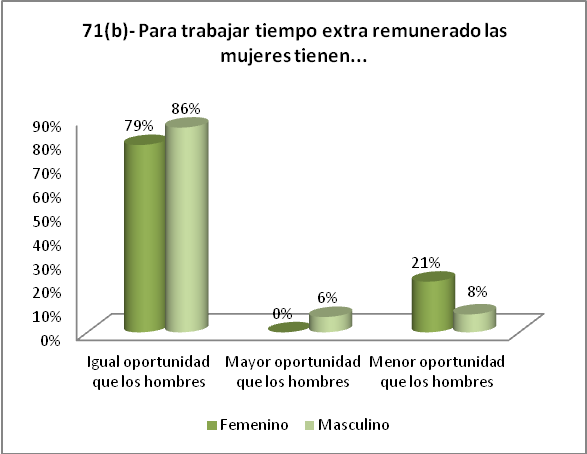 71(b)- Para trabajar tiempo extra remunerado las
mujeres tienen...
90%
80%
70%
60%
50%
40%
30%
20%
10%
0%
79%
86%
0%
6%
21%
8%
Igual oportunidad
que los hombres
Mayor oportunidad
que los hombres
Menor oportunidad
que los hombres
Femenino
Masculino